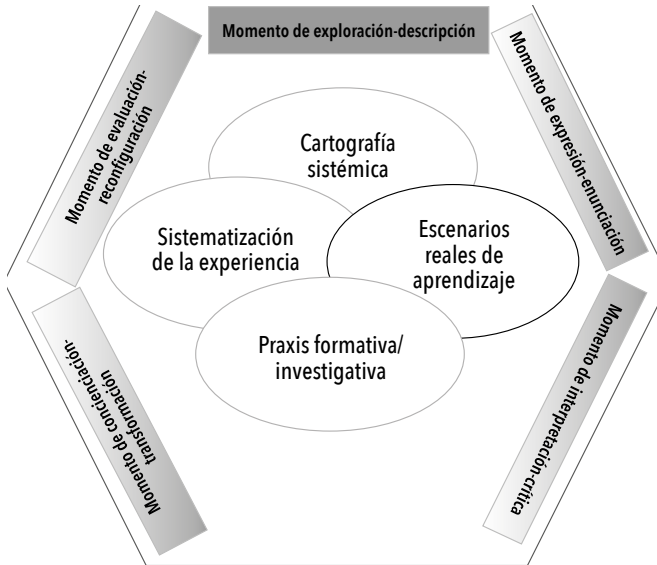 Momento de exploración-descripción
Momento de evaluación-
reconfiguración
Momento de expresión-enunciación
Cartografía
sistémica
Sistematización
de la experiencia
Escenarios
reales de
aprendizaje
Praxis formativa/
investigativa
Momento de concienciación-
transformación
Momento de interpretación-crítica